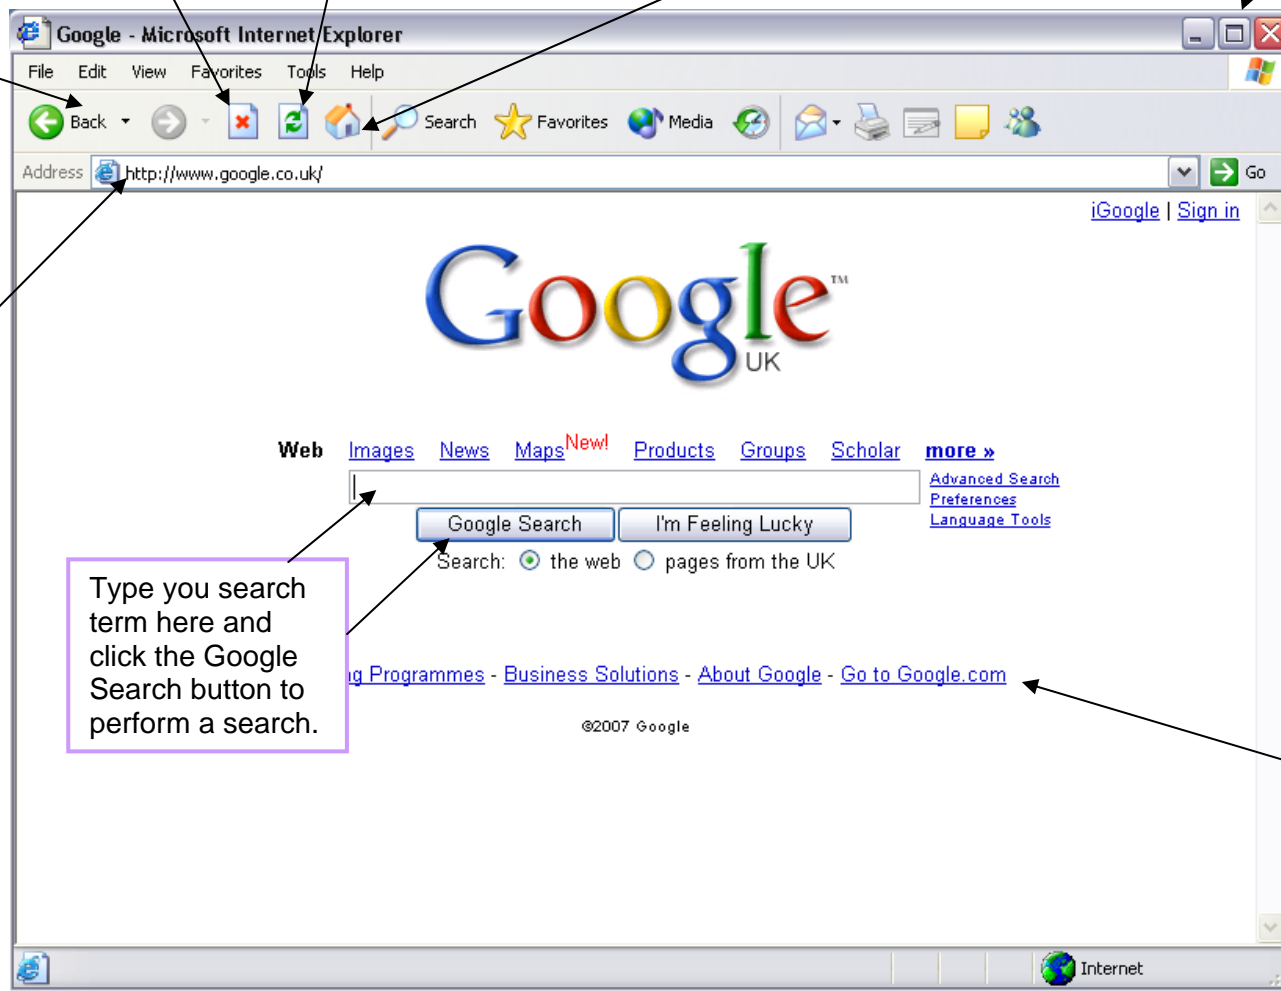 Google - Microsoft Internet Explorer
File Edit View Favorites Tools Help
Back Search Favorites Media
Address http://www.google.co.uk/ Go
iGoogle | Sign in
Google™
UK
Web Images News Maps New! Products Groups Scholar more »
Advanced Search
Preferences
Language Tools
Google Search I'm Feeling Lucky
Search: the web pages from the UK
Type you search
term here and
click the Google
Search button to
perform a search.
Programmes - Business Solutions - About Google - Go to Google.com
©2007 Google
Internet